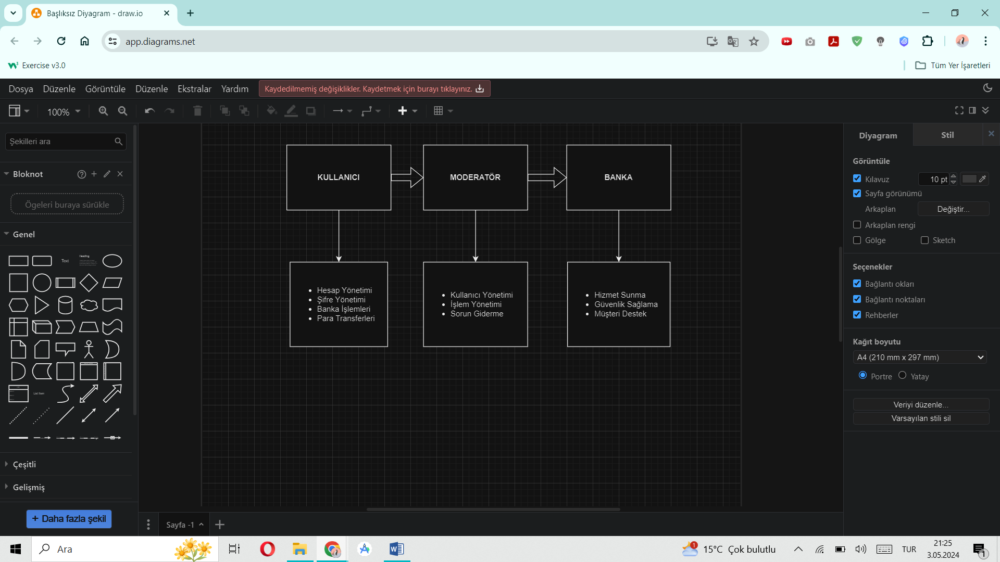 Başlıksız Diyagram - draw.io
app.diagrams.net
Exercise v3.0
Tüm Yer İşaretleri
Dosya Düzenle Görüntüle Düzenle Ekstralar Yardım
Kaydedilmemiş değişiklikler. Kaydetmek için burayı tıklayınız.
100%
Şekilleri ara
Bloknot
Ögeleri buraya sürükle
Genel
Text
Heading
List Item
Çeşitli
Gelişmiş
+ Daha fazla şekil
KULLANICI
MODERATÖR
BANKA
• Hesap Yönetimi
• Şifre Yönetimi
• Banka İşlemleri
• Para Transferleri
• Kullanıcı Yönetimi
• İşlem Yönetimi
• Sorun Giderme
• Hizmet Sunma
• Güvenlik Sağlama
• Müşteri Destek
Sayfa -1
Diyagram
Stil
Görüntüle
Kılavuz
10 pt
Sayfa görünümü
Arkaplan
Değiştir...
Arkaplan rengi
Gölge
Sketch
Seçenekler
Bağlantı okları
Bağlantı noktaları
Rehberler
Kağıt boyutu
A4 (210 mm x 297 mm)
Portre
Yatay
Veriyi düzenle...
Varsayılan stili sil
Ara
1
15°C Çok bulutlu
TUR
21:25
3.05.2024
1